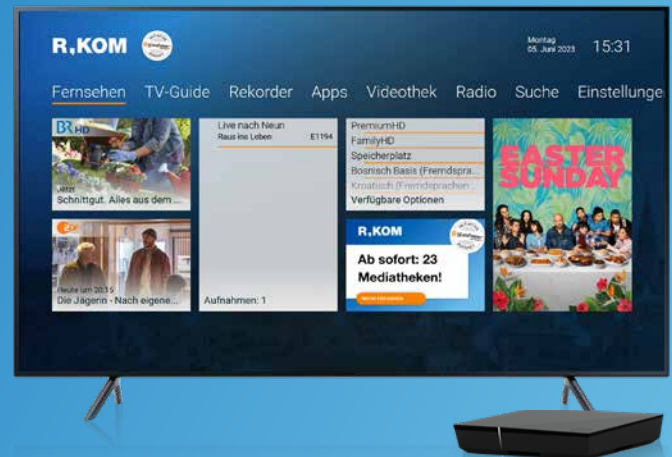 R,KOM
Montag
05. Juni 2023
15:31
Fernsehen TV-Guide Rekorder Apps Videothek Radio Suche Einstellunge
BR HD
Jetzt
Schnittgut. Alles aus dem ...
Heute um 20:15
Die Jägerin - Nach eigene...
Live nach Neun
Raus ins Leben E1194
Aufnahmen: 1
PremiumHD
FamilyHD
Speicherplatz
Bosnisch Basis (Fremdspra...
Kroatisch (Fremdsprachen ...
Verfügbare Optionen
R,KOM
Ab sofort: 23
Mediatheken!
EASTER
SUNDAY